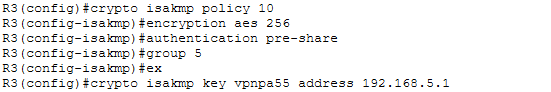 R3(config)#crypto isakmp policy 10
R3(config-isakmp)#encryption aes 256
R3(config-isakmp)#authentication pre-share
R3(config-isakmp)#group 5
R3(config-isakmp)#ex
R3(config)#crypto isakmp key vpnpa55 address 192.168.5.1